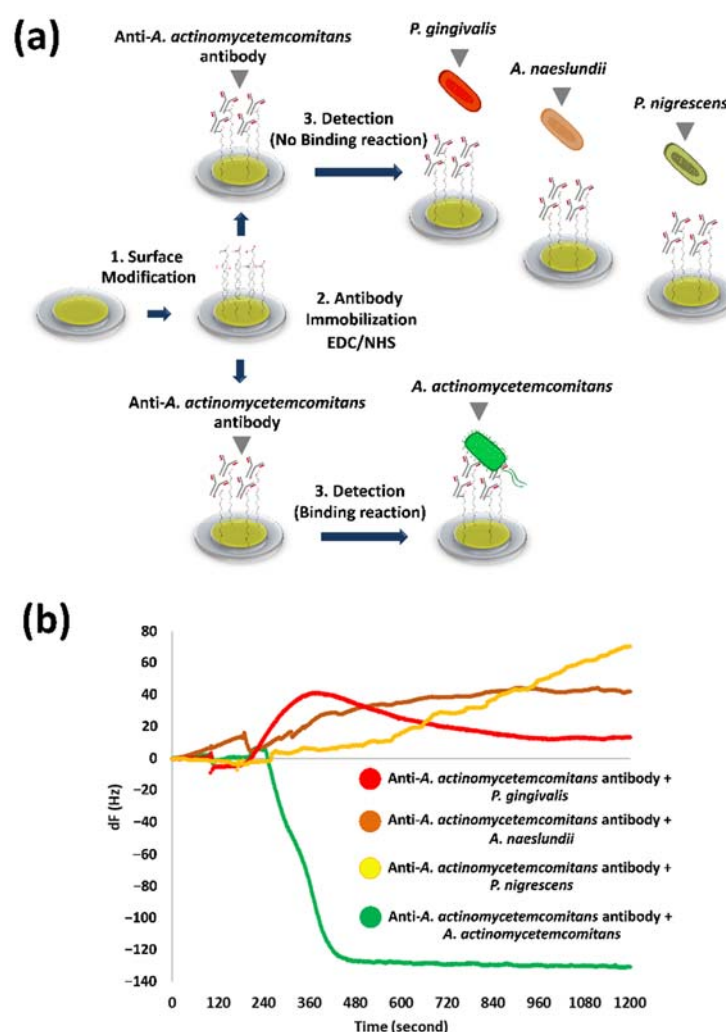 (a)
Anti-A. actinomycetemcomitans
antibody
P. gingivalis
A. naeslundii
P. nigrescens
3. Detection
(No Binding reaction)
1. Surface
Modification
2. Antibody
Immobilization
EDC/NHS
Anti-A. actinomycetemcomitans
antibody
A. actinomycetemcomitans
3. Detection
(Binding reaction)
(b)
80
60
40
20
0
−20
−40
−60
−80
−100
−120
−140
dF (Hz)
Anti-A. actinomycetemcomitans antibody +
P. gingivalis
Anti-A. actinomycetemcomitans antibody +
A. naeslundii
Anti-A. actinomycetemcomitans antibody +
P. nigrescens
Anti-A. actinomycetemcomitans antibody +
A. actinomycetemcomitans
0 120 240 360 480 600 720 840 960 1080 1200
Time (second)